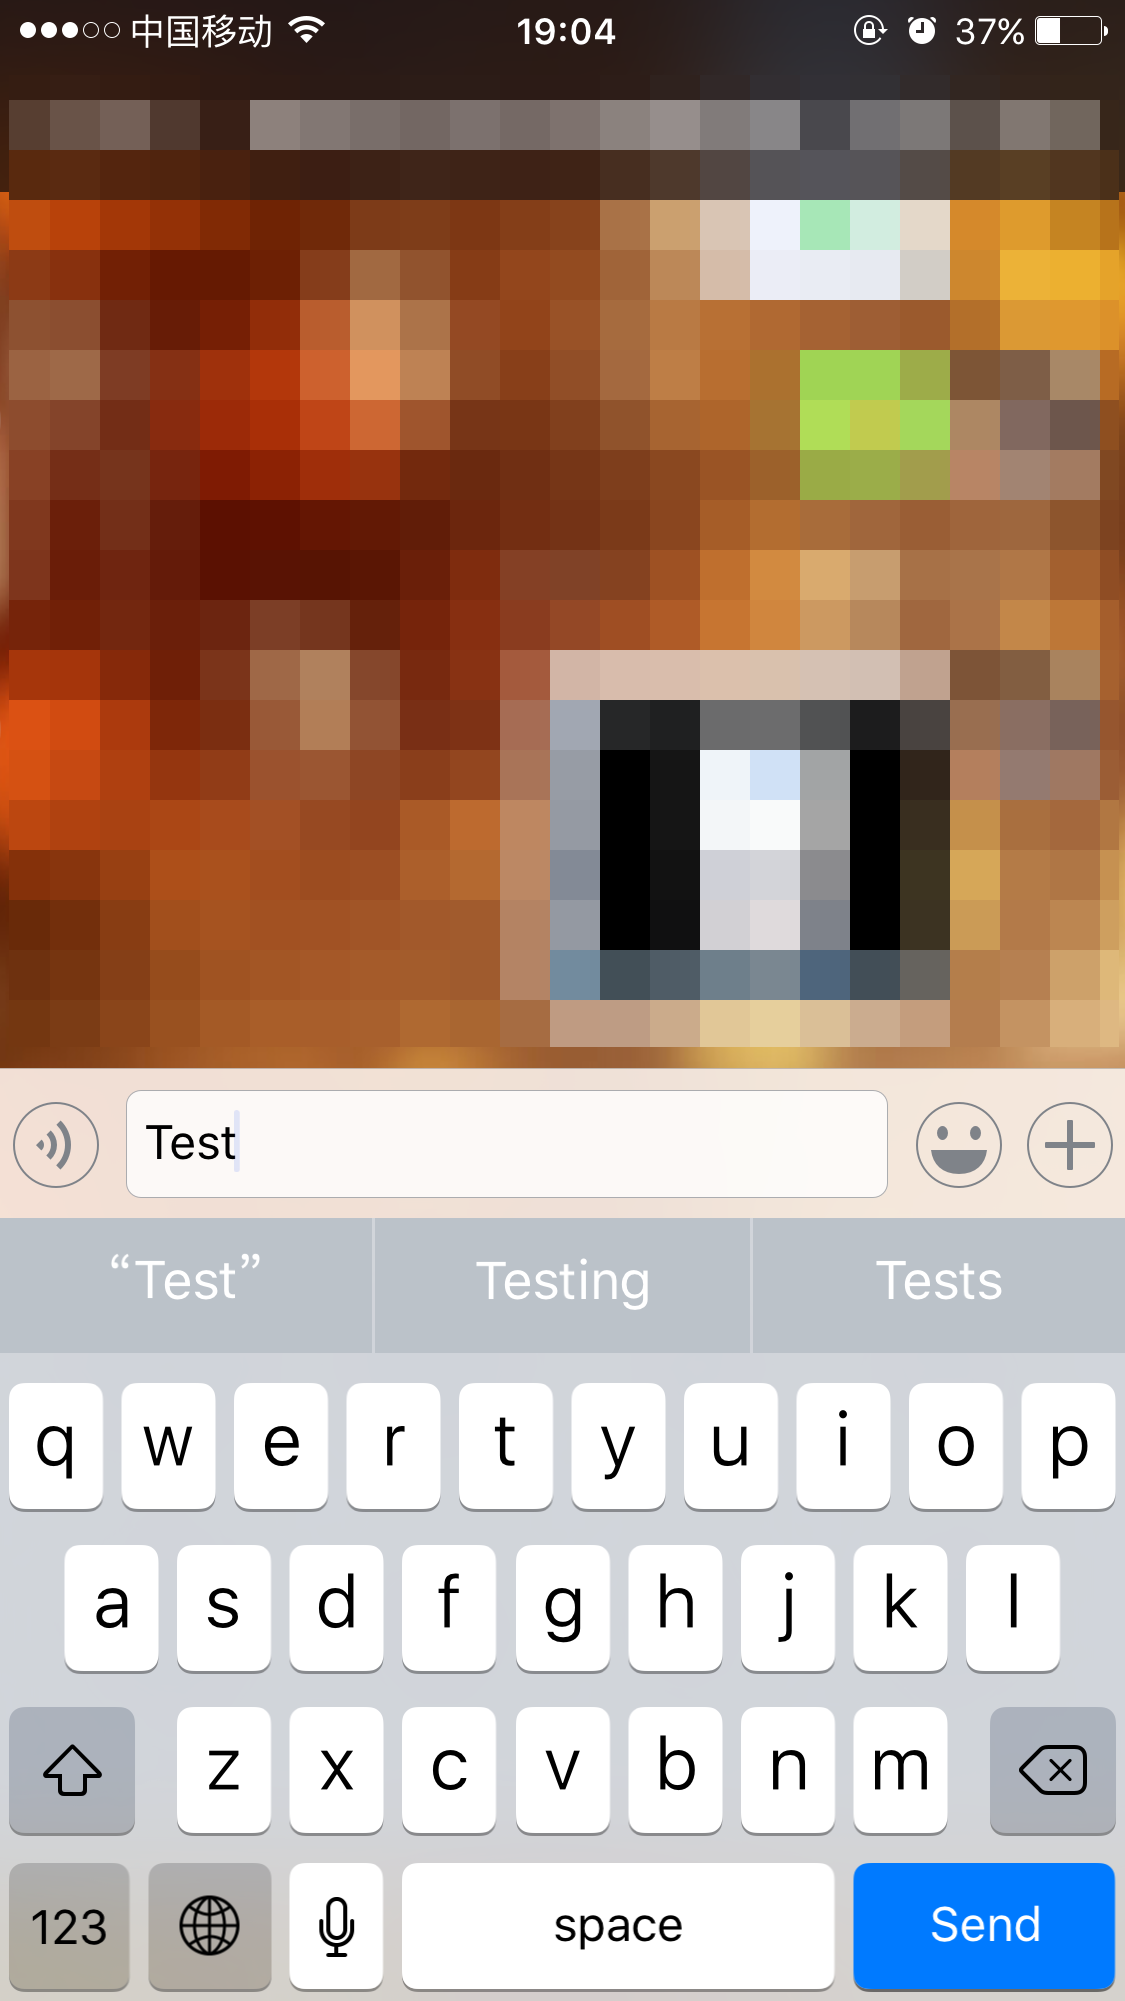 中国移动 19:04 37%
Test
“Test” Testing Tests
q w e r t y u i o p
a s d f g h j k l
z x c v b n m
123 space Send